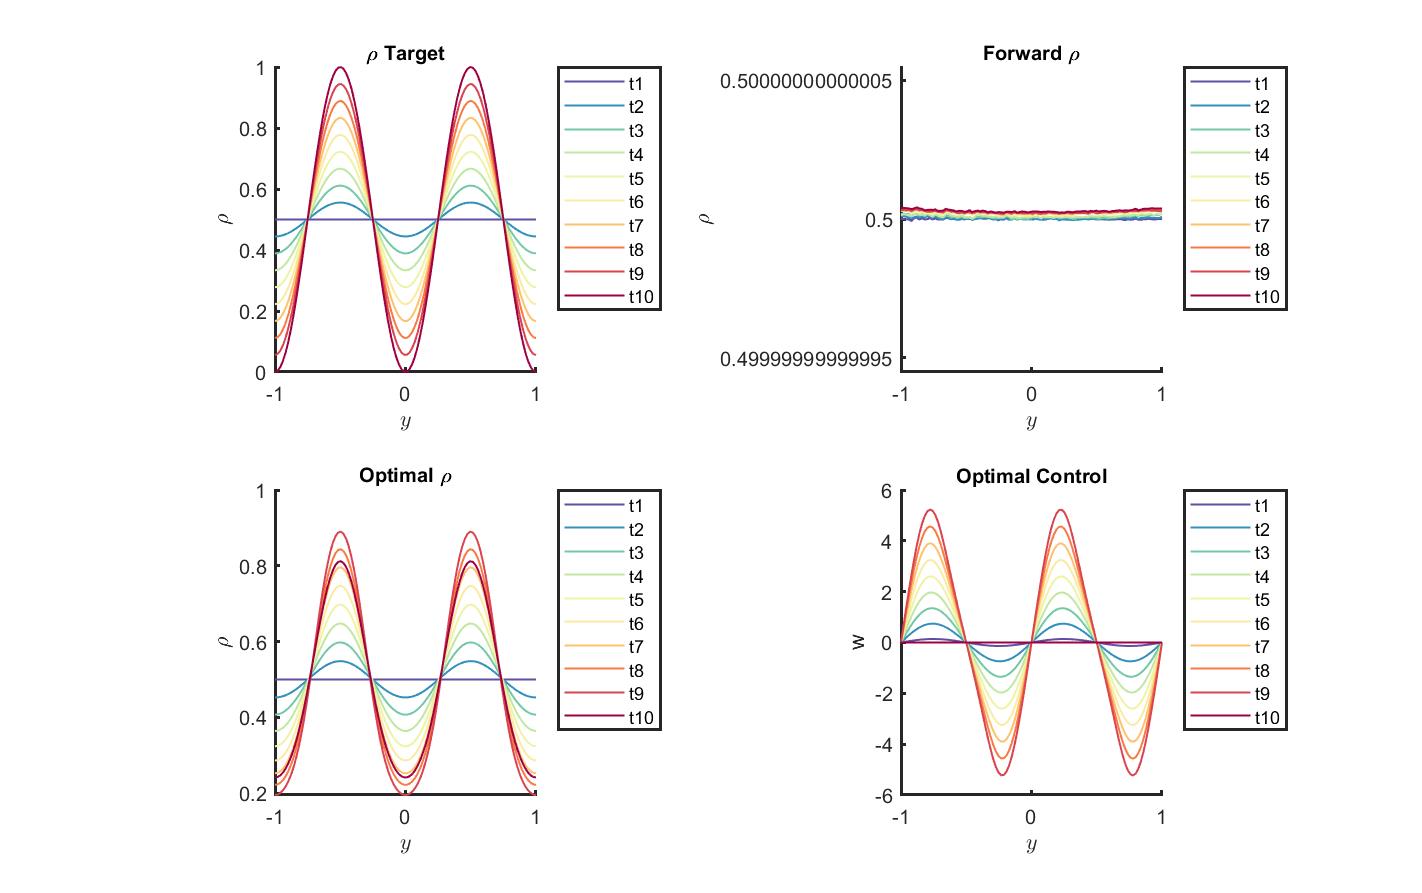 ρ Target
1
0.8
0.6
0.4
0.2
0
ρ
-1
0
1
y
t1
t2
t3
t4
t5
t6
t7
t8
t9
t10
Forward ρ
0.50000000000005
0.5
0.49999999999995
ρ
-1
0
1
y
t1
t2
t3
t4
t5
t6
t7
t8
t9
t10
Optimal ρ
1
0.8
0.6
0.4
0.2
ρ
-1
0
1
y
t1
t2
t3
t4
t5
t6
t7
t8
t9
t10
Optimal Control
6
4
2
0
-2
-4
-6
w
-1
0
1
y
t1
t2
t3
t4
t5
t6
t7
t8
t9
t10